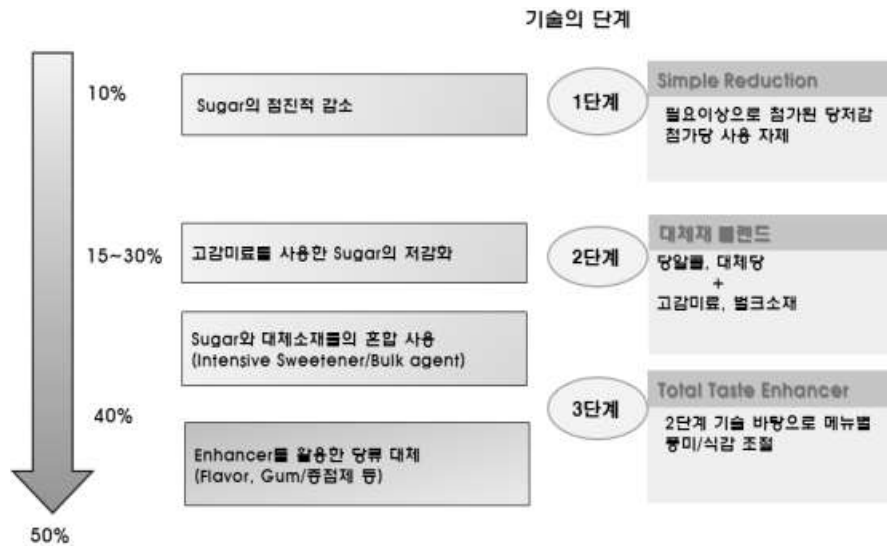 기술의 단계
10%
Sugar의 점진적 감소
1단계
Simple Reduction
필요이상으로 첨가된 당저감
첨가당 사용 자제
15~30%
고감미료를 사용한 Sugar의 저감화
2단계
대체재 블렌드
당알콜, 대체당
+
고감미료, 벌크소재
Sugar와 대체소재들의 혼합 사용
(Intensive Sweetener/Bulk agent)
40%
3단계
Total Taste Enhancer
2단계 기술 바탕으로 메뉴별
풍미/식감 조절
Enhancer를 활용한 당류 대체
(Flavor, Gum/증점제 등)
50%